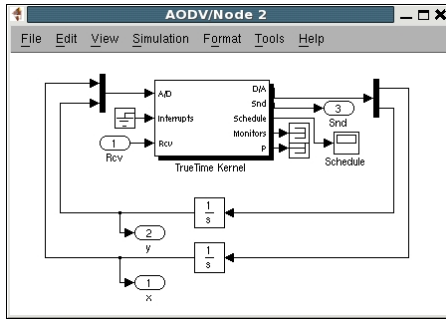 AODV/Node 2
File Edit View Simulation Format Tools Help
A/D
Interrupts
Rcv
D/A
Snd
Schedule
Monitors
P
TrueTime Kernel
1
Rcv
3
Snd
Schedule
1
s
2
y
1
s
1
x